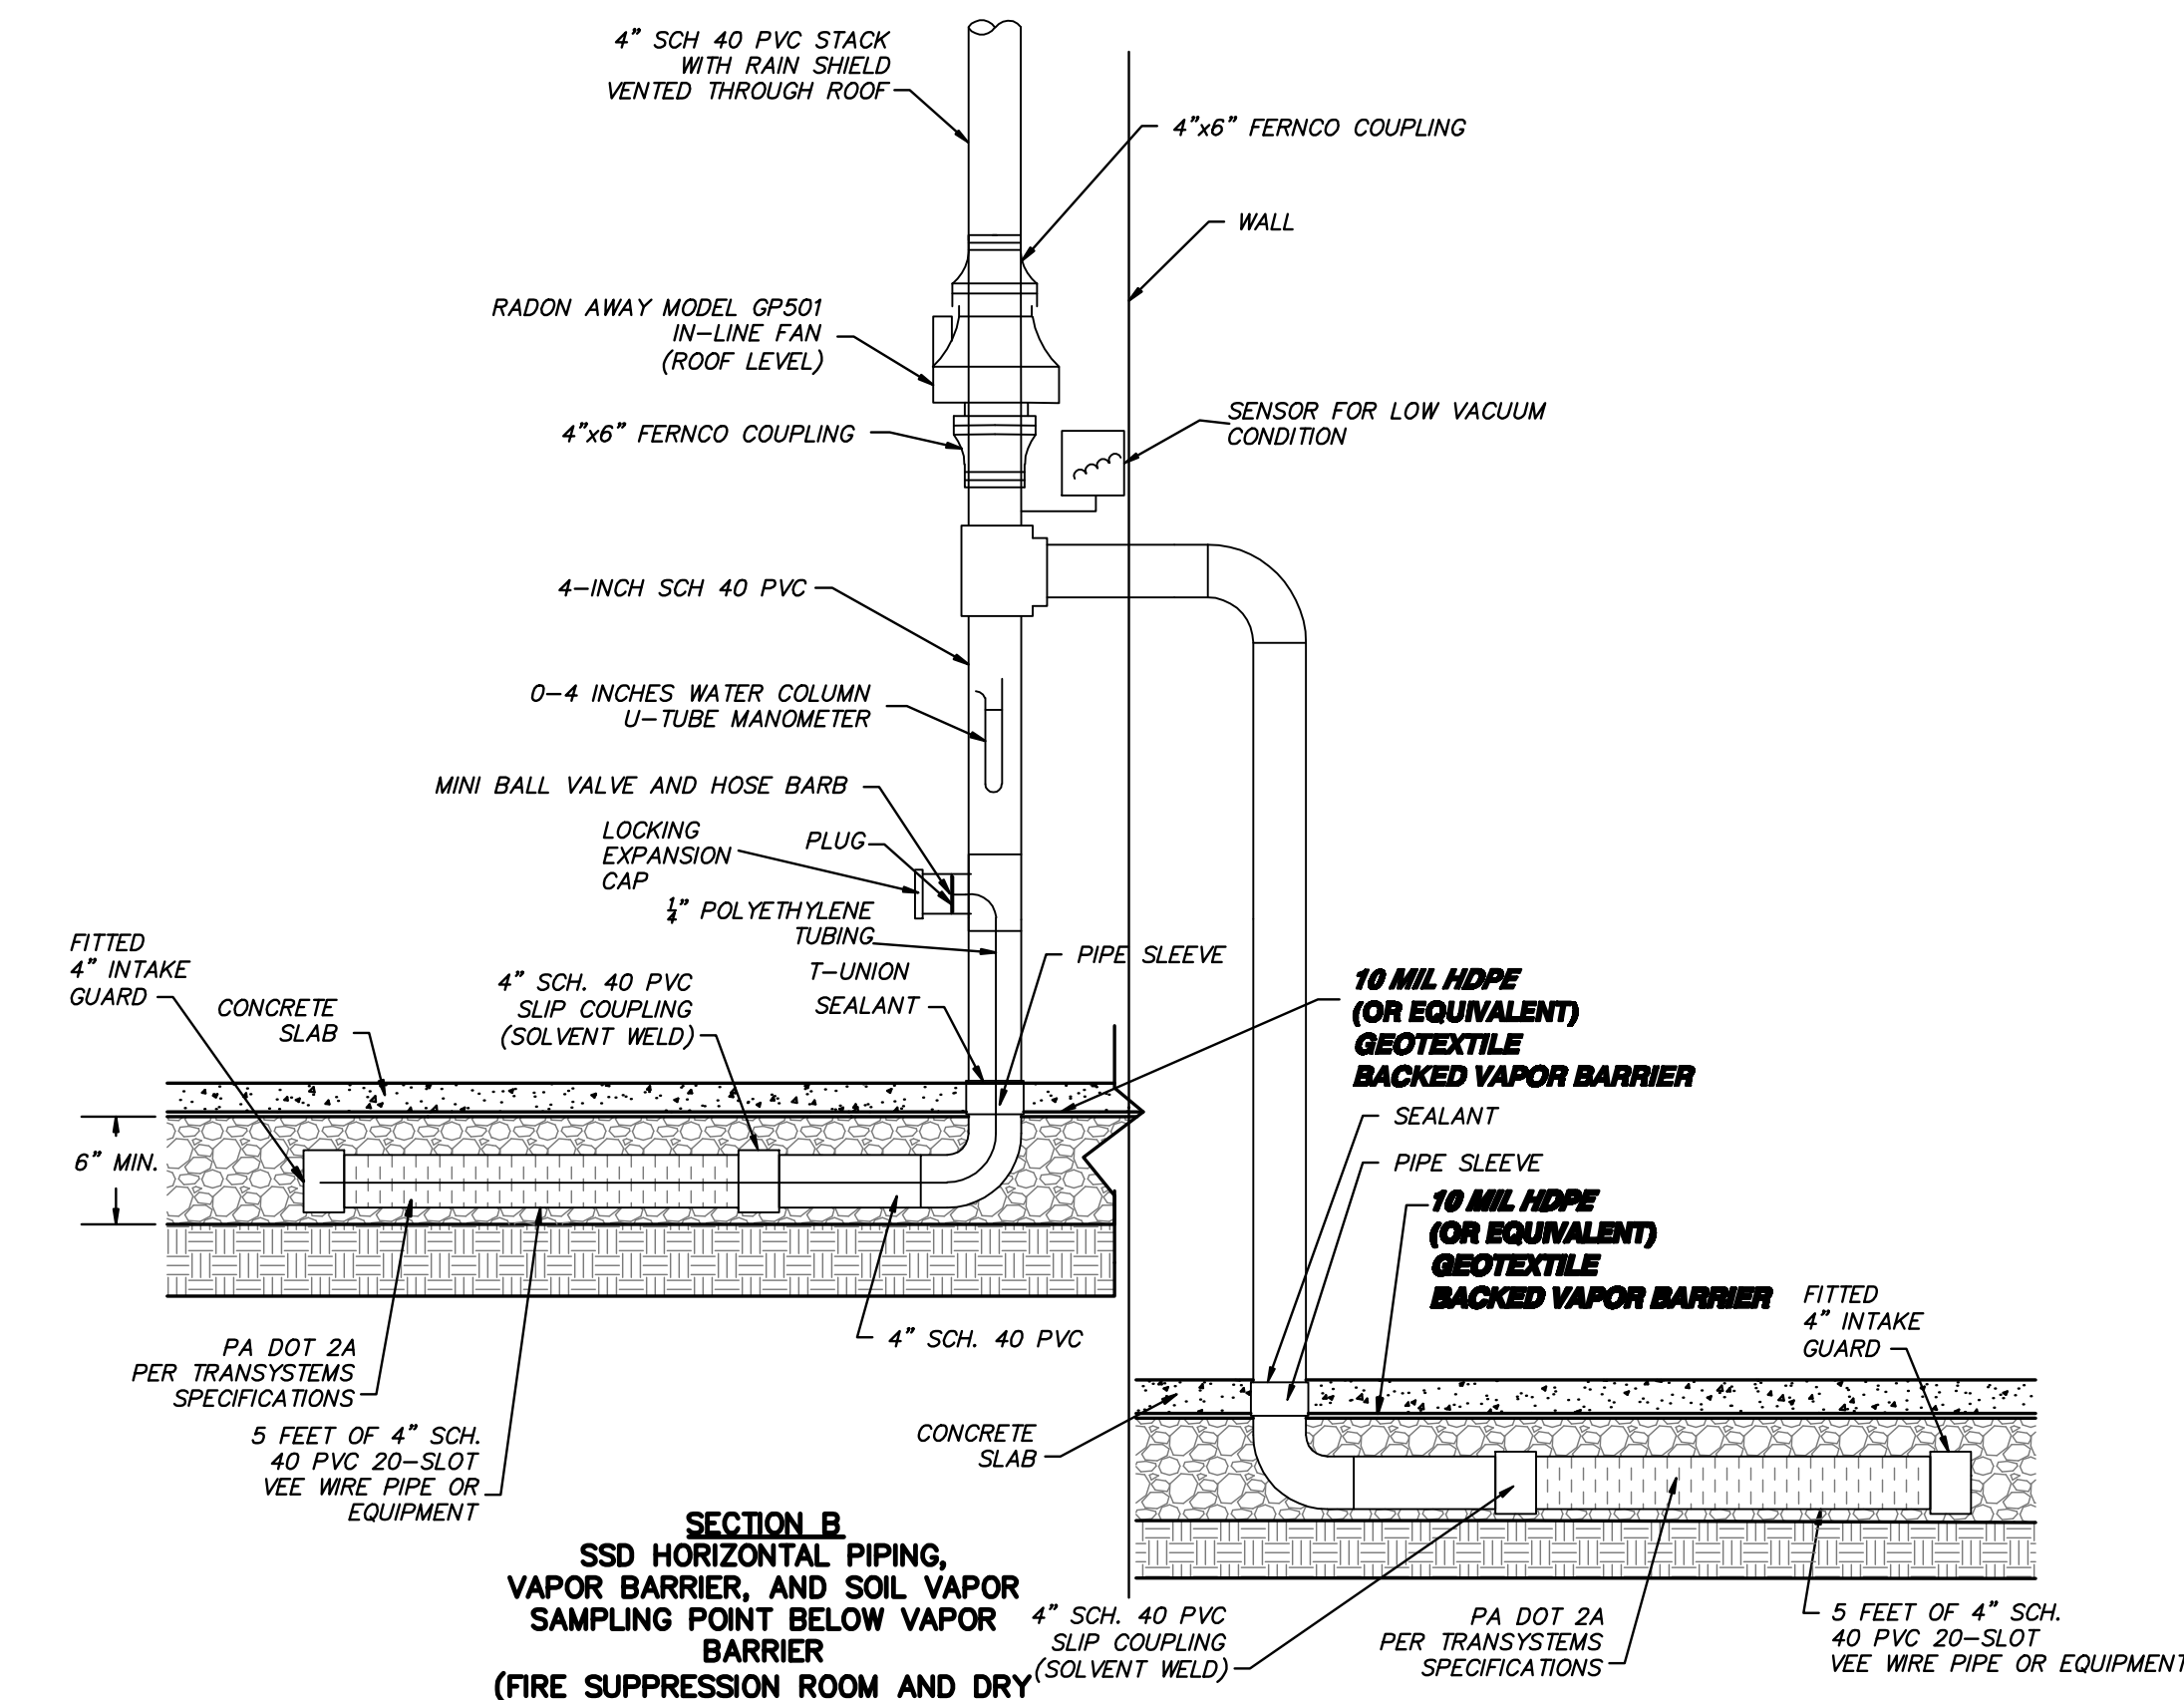 4" SCH 40 PVC STACK
WITH RAIN SHIELD
VENTED THROUGH ROOF
4"x6" FERNCO COUPLING
WALL
RADON AWAY MODEL GP501
IN-LINE FAN
(ROOF LEVEL)
4"x6" FERNCO COUPLING
SENSOR FOR LOW VACUUM
CONDITION
4-INCH SCH 40 PVC
0-4 INCHES WATER COLUMN
U-TUBE MANOMETER
MINI BALL VALVE AND HOSE BARB
LOCKING
EXPANSION
CAP
PLUG
1/4" POLYETHYLENE
TUBING
T-UNION
SEALANT
PIPE SLEEVE
FITTED
4" INTAKE
GUARD
CONCRETE
SLAB
4" SCH. 40 PVC
SLIP COUPLING
(SOLVENT WELD)
10 MIL HDPE
(OR EQUIVALENT)
GEOTEXTILE
BACKED VAPOR BARRIER
SEALANT
PIPE SLEEVE
6" MIN.
10 MIL HDPE
(OR EQUIVALENT)
GEOTEXTILE
BACKED VAPOR BARRIER
FITTED
4" INTAKE
GUARD
4" SCH. 40 PVC
PA DOT 2A
PER TRANSYSTEMS
SPECIFICATIONS
5 FEET OF 4" SCH.
40 PVC 20-SLOT
VEE WIRE PIPE OR
EQUIPMENT
CONCRETE
SLAB
SECTION B
SSD HORIZONTAL PIPING,
VAPOR BARRIER, AND SOIL VAPOR
SAMPLING POINT BELOW VAPOR
BARRIER
(FIRE SUPPRESSION ROOM AND DRY
4" SCH. 40 PVC
SLIP COUPLING
(SOLVENT WELD)
PA DOT 2A
PER TRANSYSTEMS
SPECIFICATIONS
5 FEET OF 4" SCH.
40 PVC 20-SLOT
VEE WIRE PIPE OR EQUIPMENT